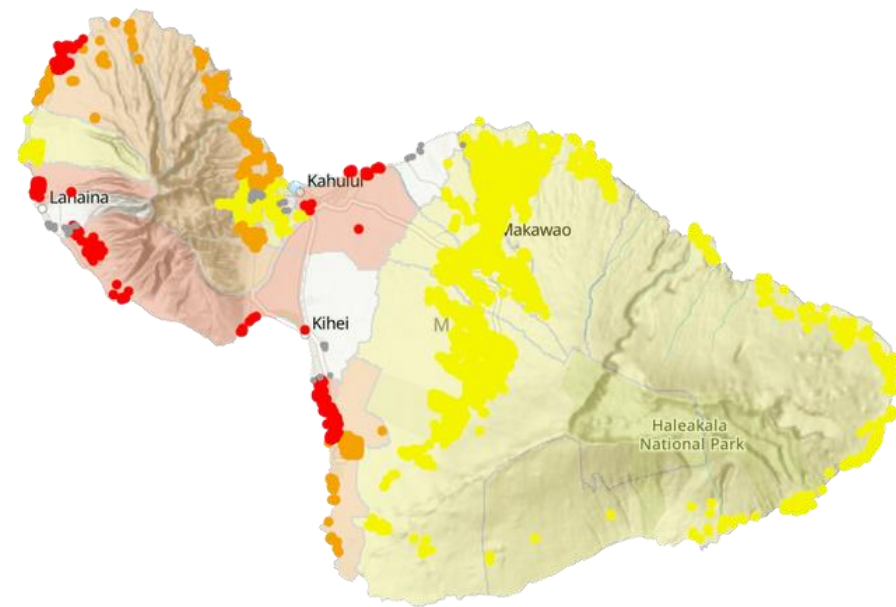 Kahului
Lahaina
Makawao
Kihei
M
Haleakala
National Park